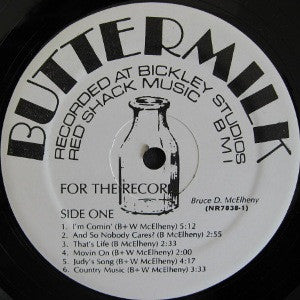 BUTTERMILK
RECORDED AT BICKLEY STUDIOS
RED SHACK MUSIC BMI
FOR THE RECORD
Bruce D. McElheny
(NR7838-1)
SIDE ONE
1. I'm Comin' (B+W McElheny) 5:12
2. And So Nobody Cares? (B McElheny) 2:55
3. That's Life (B McElheny) 2:33
4. Movin On (B McElheny) 2:00
5. Judy's Song (B McElheny) 4:17
6. Country Music (B McElheny) 3:33